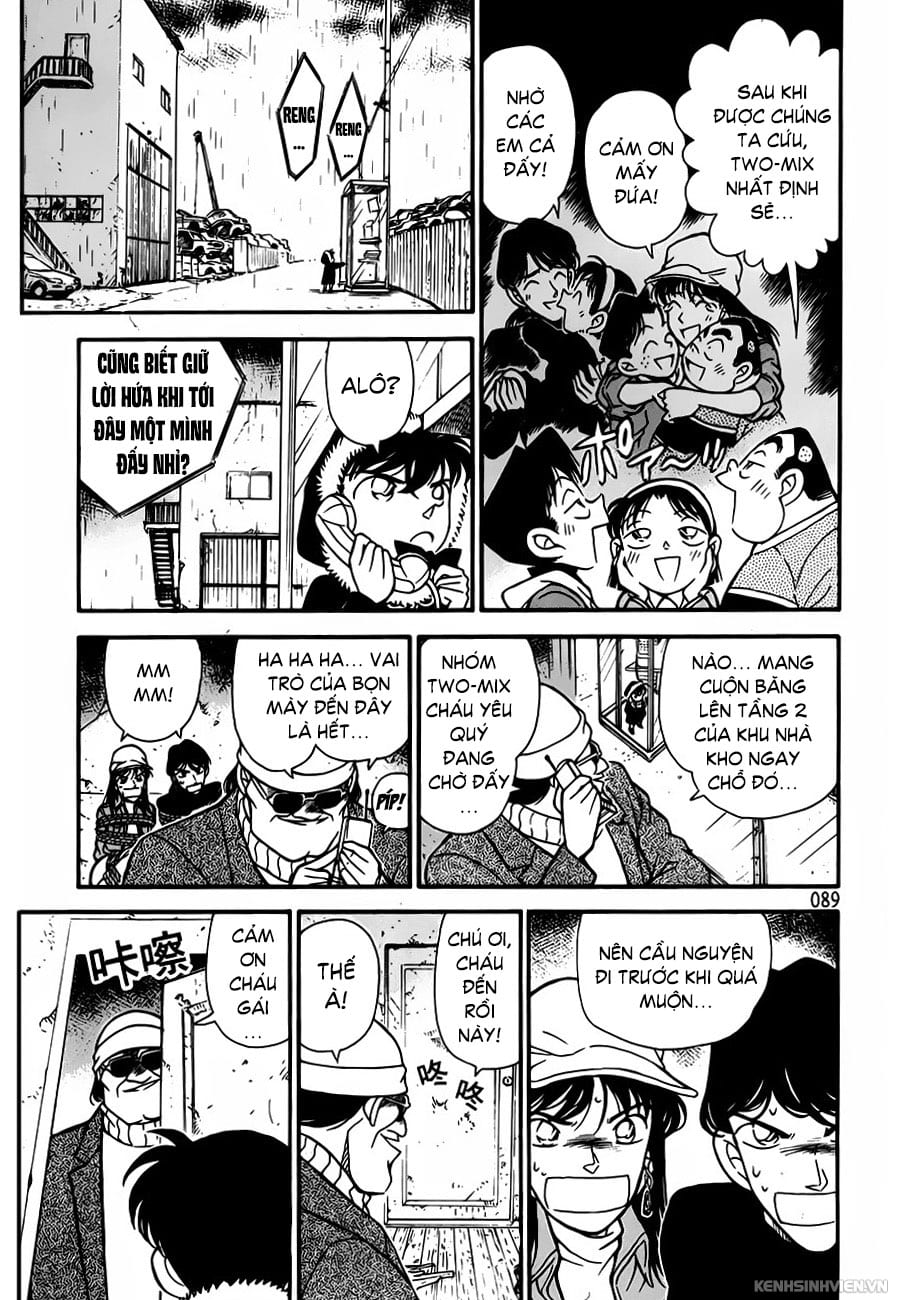 SAU KHI
ĐƯỢC CHÚNG
TA CỨU,
TWO-MIX
NHẤT ĐỊNH
SẼ...
CẢM ƠN
MẤY
ĐỨA!
NHỜ
CÁC
EM CẢ
ĐẤY!
ポワ～～ん
RENG
...
RENG
...
ALÔ?
CŨNG BIẾT GIỮ
LỜI HỨA KHI TỚI
ĐÂY MỘT MÌNH
ĐẤY NHỈ?
NÀO... MANG
CUỘN BĂNG
LÊN TẦNG 2
CỦA KHU NHÀ
KHO NGAY
CHỖ ĐÓ...
NHÓM
TWO-MIX
CHÁU YÊU
QUÝ
ĐANG
CHỜ ĐẤY ...
HA HA HA... VAI
TRÒ CỦA BỌN
MÀY ĐẾN ĐÂY
LÀ HẾT...
PÍP!
MM
MM!
089
NÊN CẦU NGUYỆN
ĐI TRƯỚC KHI QUÁ
MUỘN...
CHÚ ƠI,
CHÁU
ĐẾN
RỒI
NÀY!
咚咚
THẾ
À!
CẢM
ƠN
CHÁU
GÁI
...
咔嚓
KENHSINHVIEN.VN